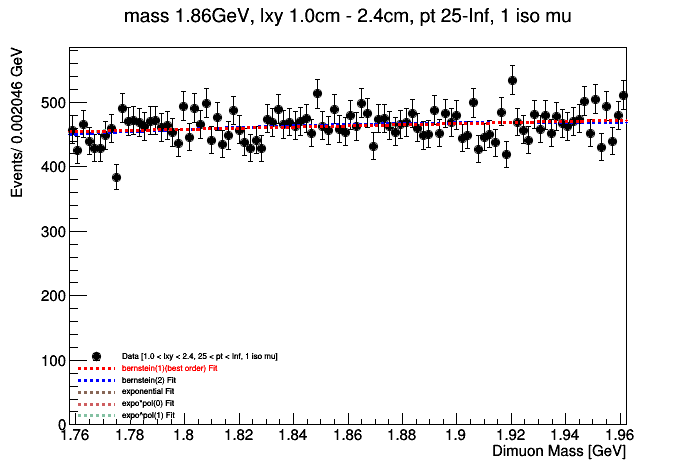 mass 1.86GeV, lxy 1.0cm - 2.4cm, pt 25-Inf, 1 iso mu
Events/ 0.002046 GeV
500
400
300
200
100
0
Data [1.0 < lxy < 2.4, 25 < pt < Inf, 1 iso mu]
bernstein(1)(best order) Fit
bernstein(2) Fit
exponential Fit
expo*pol(0) Fit
expo*pol(1) Fit
1.76 1.78 1.8 1.82 1.84 1.86 1.88 1.9 1.92 1.94 1.96
Dimuon Mass [GeV]